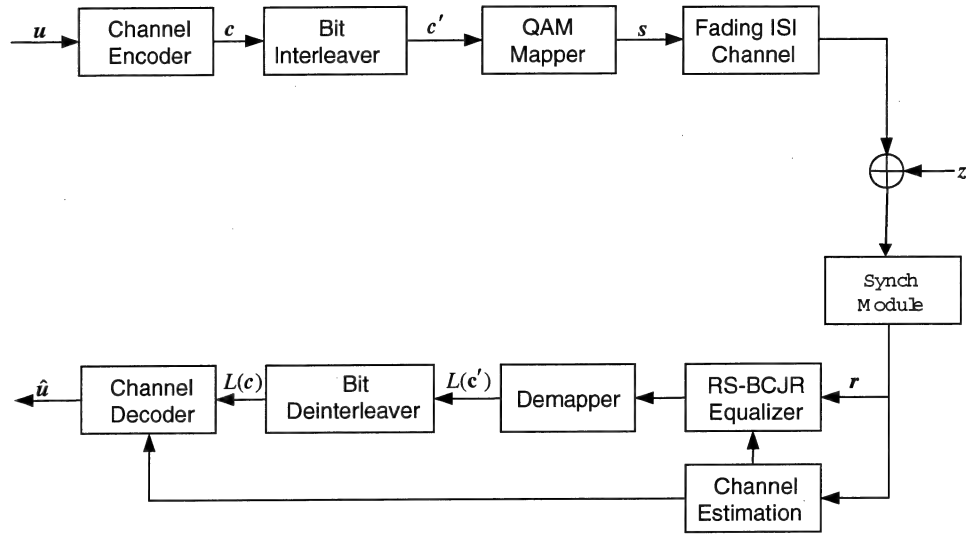 u
Channel
Encoder
c
Bit
Interleaver
c′
QAM
Mapper
s
Fading ISI
Channel
z
Synch
Module
r
RS-BCJR
Equalizer
Demapper
L(c′)
Bit
Deinterleaver
L(c)
Channel
Decoder
û
Channel
Estimation